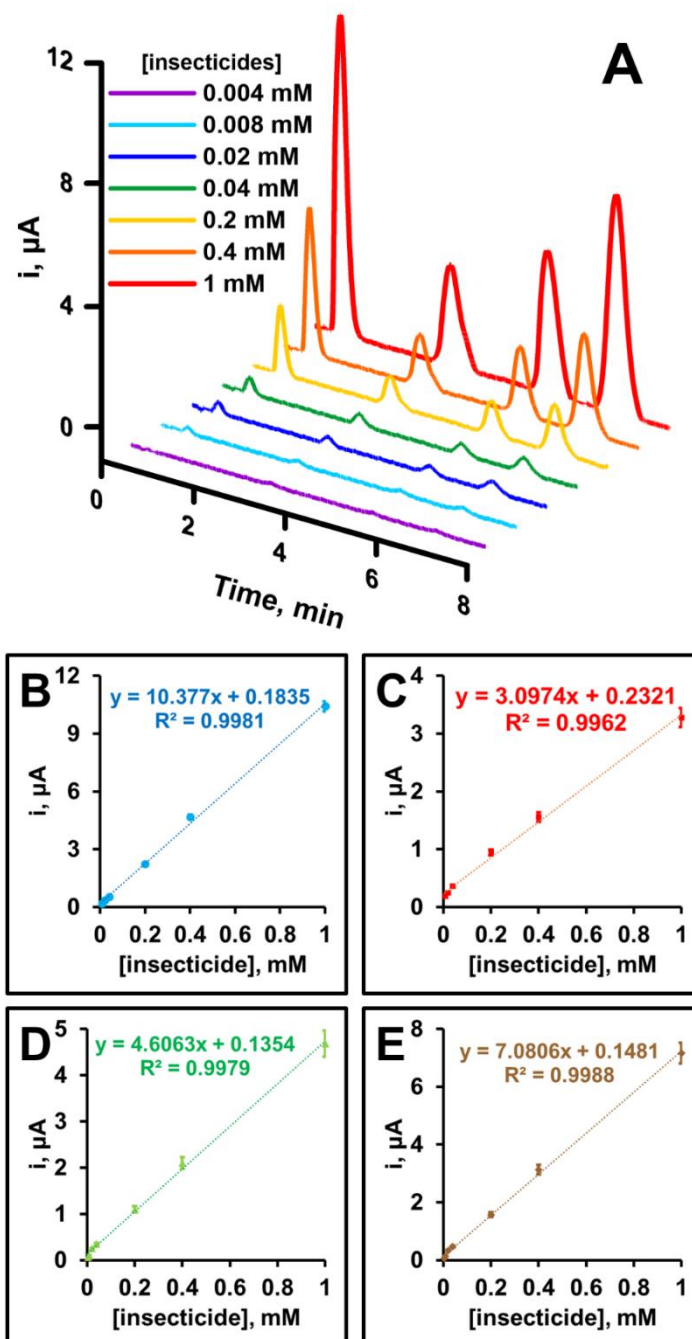 A
[insecticides]
0.004 mM
0.008 mM
0.02 mM
0.04 mM
0.2 mM
0.4 mM
1 mM
12
8
4
0
i, µA
0
2
4
6
8
Time, min
B
y = 10.377x + 0.1835
R² = 0.9981
12
9
6
3
0
i, µA
0 0.2 0.4 0.6 0.8 1
[insecticide], mM
C
y = 3.0974x + 0.2321
R² = 0.9962
4
3
2
1
0
i, µA
0 0.2 0.4 0.6 0.8 1
[insecticide], mM
D
y = 4.6063x + 0.1354
R² = 0.9979
5
4
3
2
1
0
i, µA
0 0.2 0.4 0.6 0.8 1
[insecticide], mM
E
y = 7.0806x + 0.1481
R² = 0.9988
8
6
4
2
0
i, µA
0 0.2 0.4 0.6 0.8 1
[insecticide], mM